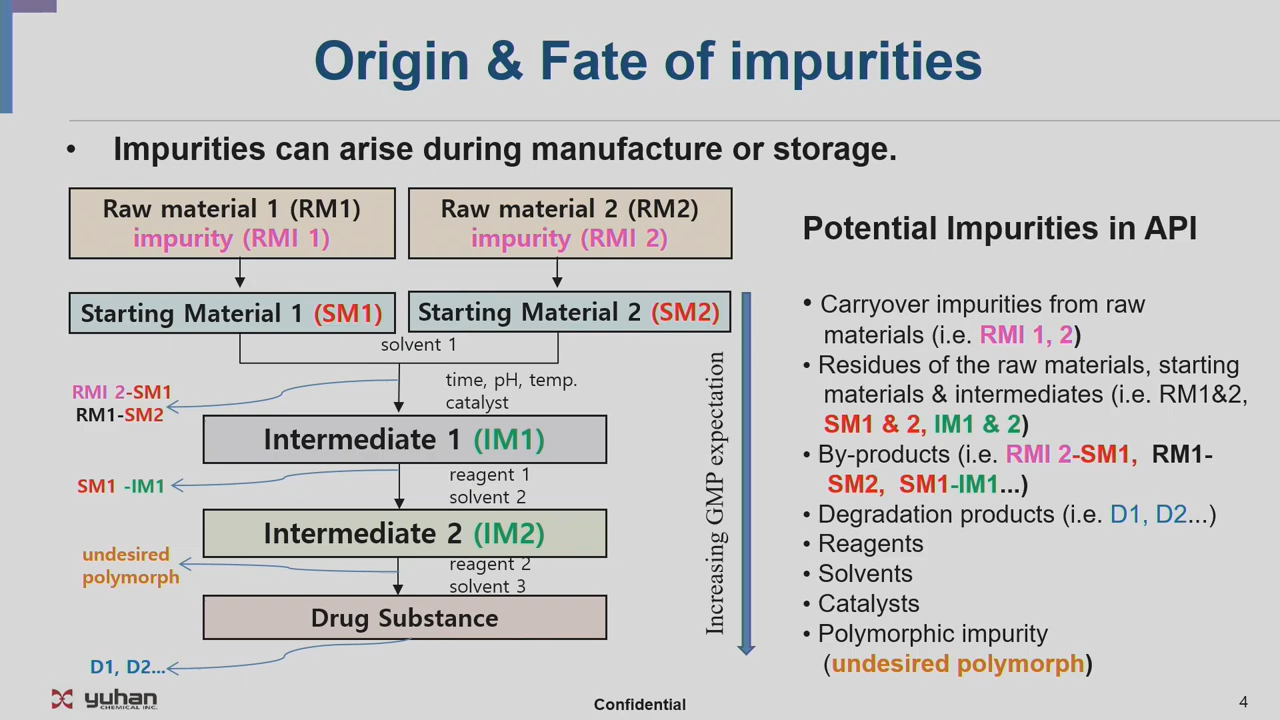 Origin & Fate of impurities
• Impurities can arise during manufacture or storage.
Raw material 1 (RM1)
impurity (RMI 1)
Raw material 2 (RM2)
impurity (RMI 2)
Starting Material 1 (SM1)
Starting Material 2 (SM2)
solvent 1
time, pH, temp.
catalyst
RMI 2-SM1
RM1-SM2
Intermediate 1 (IM1)
reagent 1
solvent 2
SM1 -IM1
Intermediate 2 (IM2)
reagent 2
solvent 3
undesired
polymorph
Drug Substance
D1, D2...
Increasing GMP expectation
Potential Impurities in API
• Carryover impurities from raw
materials (i.e. RMI 1, 2)
• Residues of the raw materials, starting
materials & intermediates (i.e. RM1&2,
SM1 & 2, IM1 & 2)
• By-products (i.e. RMI 2-SM1, RM1-
SM2, SM1-IM1...)
• Degradation products (i.e. D1, D2...)
• Reagents
• Solvents
• Catalysts
• Polymorphic impurity
(undesired polymorph)
yuhan
CHEMICAL INC.
Confidential
4